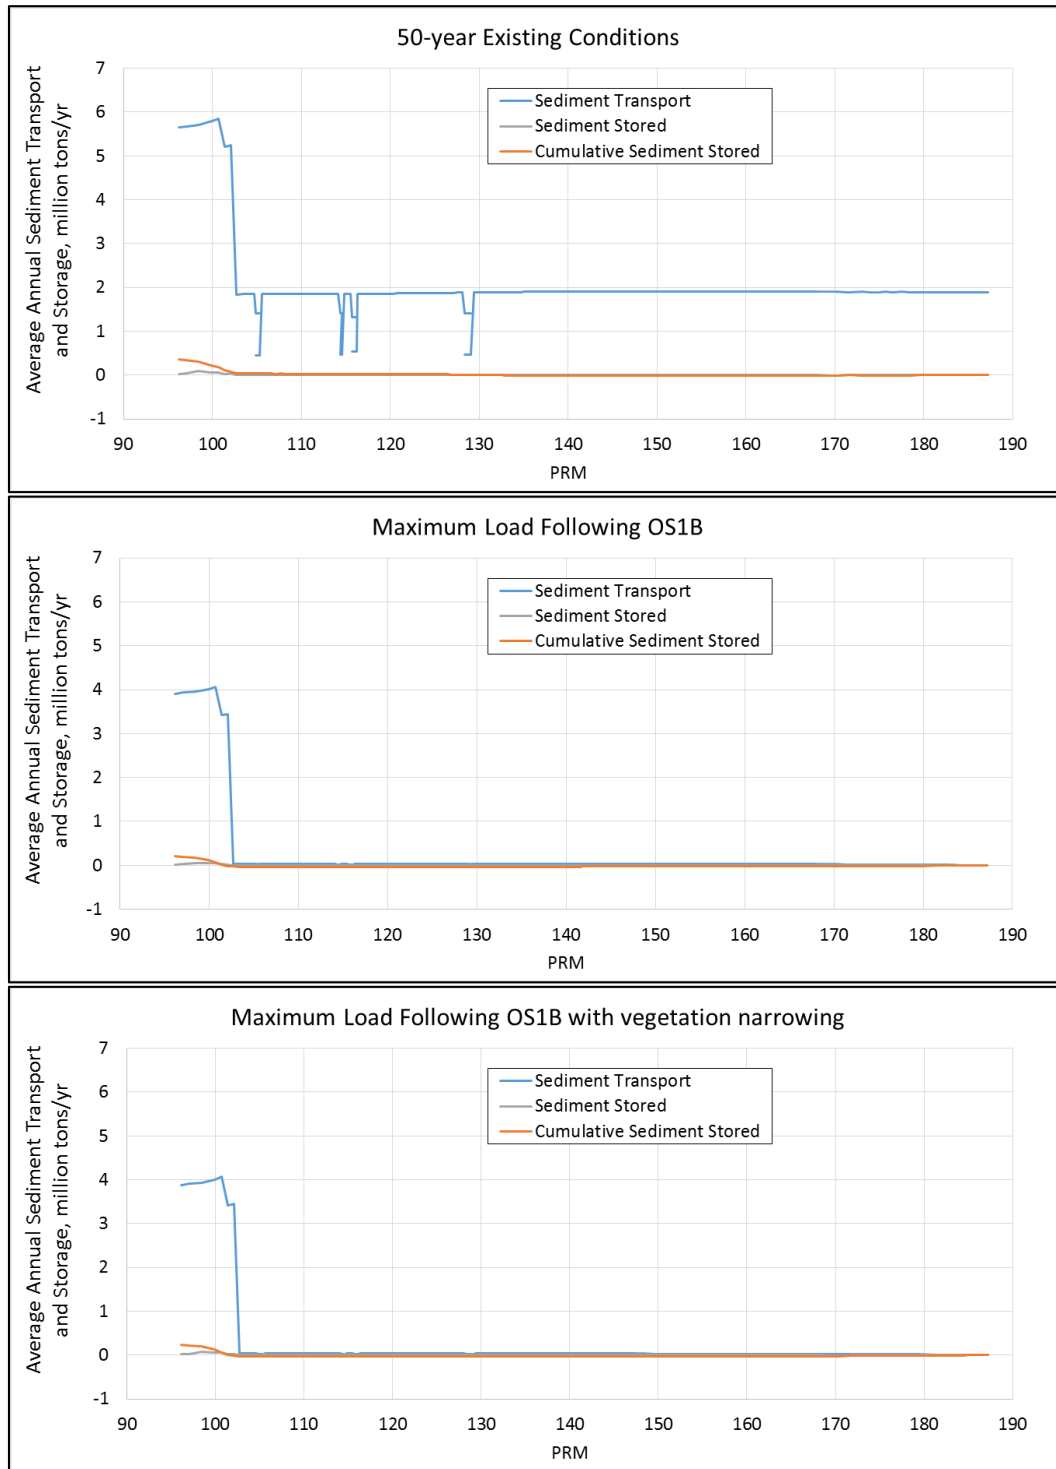 50-year Existing Conditions
Average Annual Sediment Transport
and Storage, million tons/yr
7
6
5
4
3
2
1
0
-1
Sediment Transport
Sediment Stored
Cumulative Sediment Stored
90 100 110 120 130 140 150 160 170 180 190
PRM
Maximum Load Following OS1B
Average Annual Sediment Transport
and Storage, million tons/yr
7
6
5
4
3
2
1
0
-1
Sediment Transport
Sediment Stored
Cumulative Sediment Stored
90 100 110 120 130 140 150 160 170 180 190
PRM
Maximum Load Following OS1B with vegetation narrowing
Average Annual Sediment Transport
and Storage, million tons/yr
7
6
5
4
3
2
1
0
-1
Sediment Transport
Sediment Stored
Cumulative Sediment Stored
90 100 110 120 130 140 150 160 170 180 190
PRM